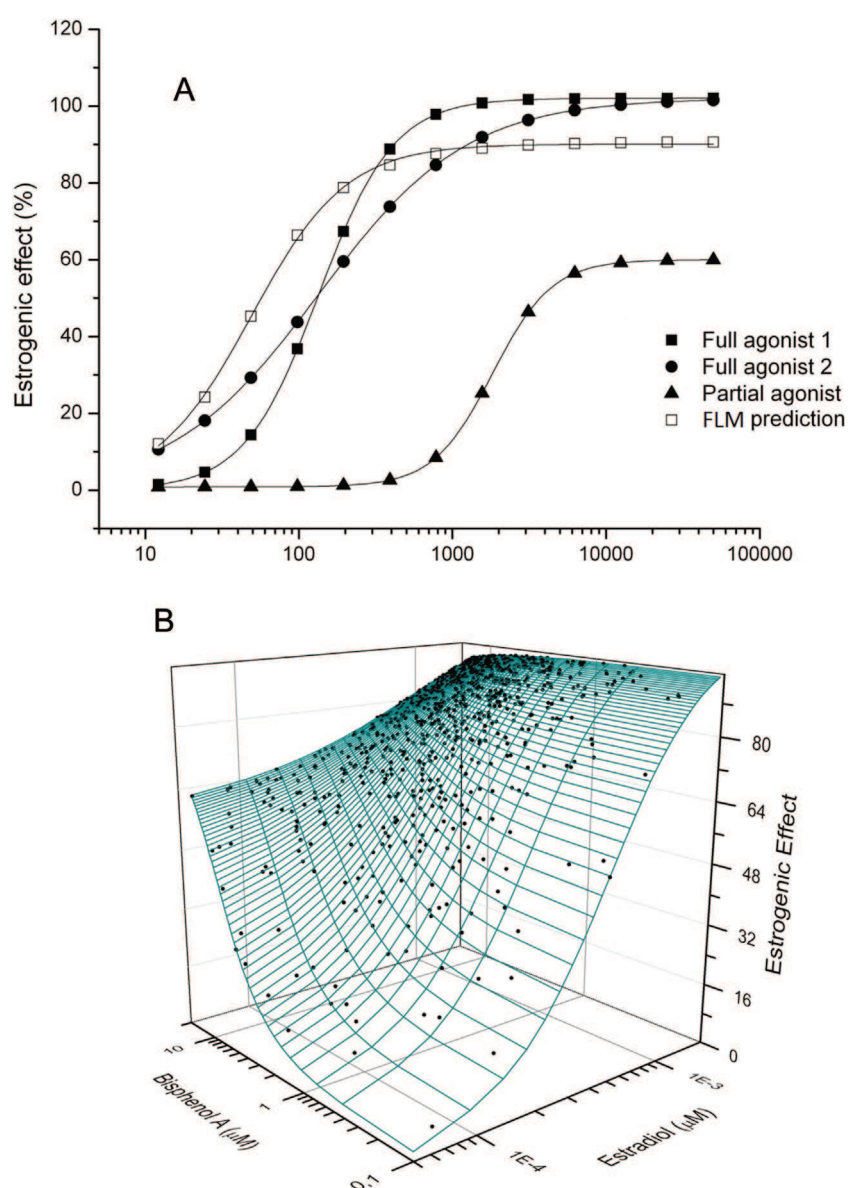 120
A
100
80
60
40
20
0
Estrogenic effect (%)
Full agonist 1
Full agonist 2
Partial agonist
FLM prediction
10 100 1000 10000 100000
B
80
64
48
32
16
0
Estrogenic Effect
10
1
0,1
Bisphenol A (µM)
1E-4
1E-3
Estradiol (µM)